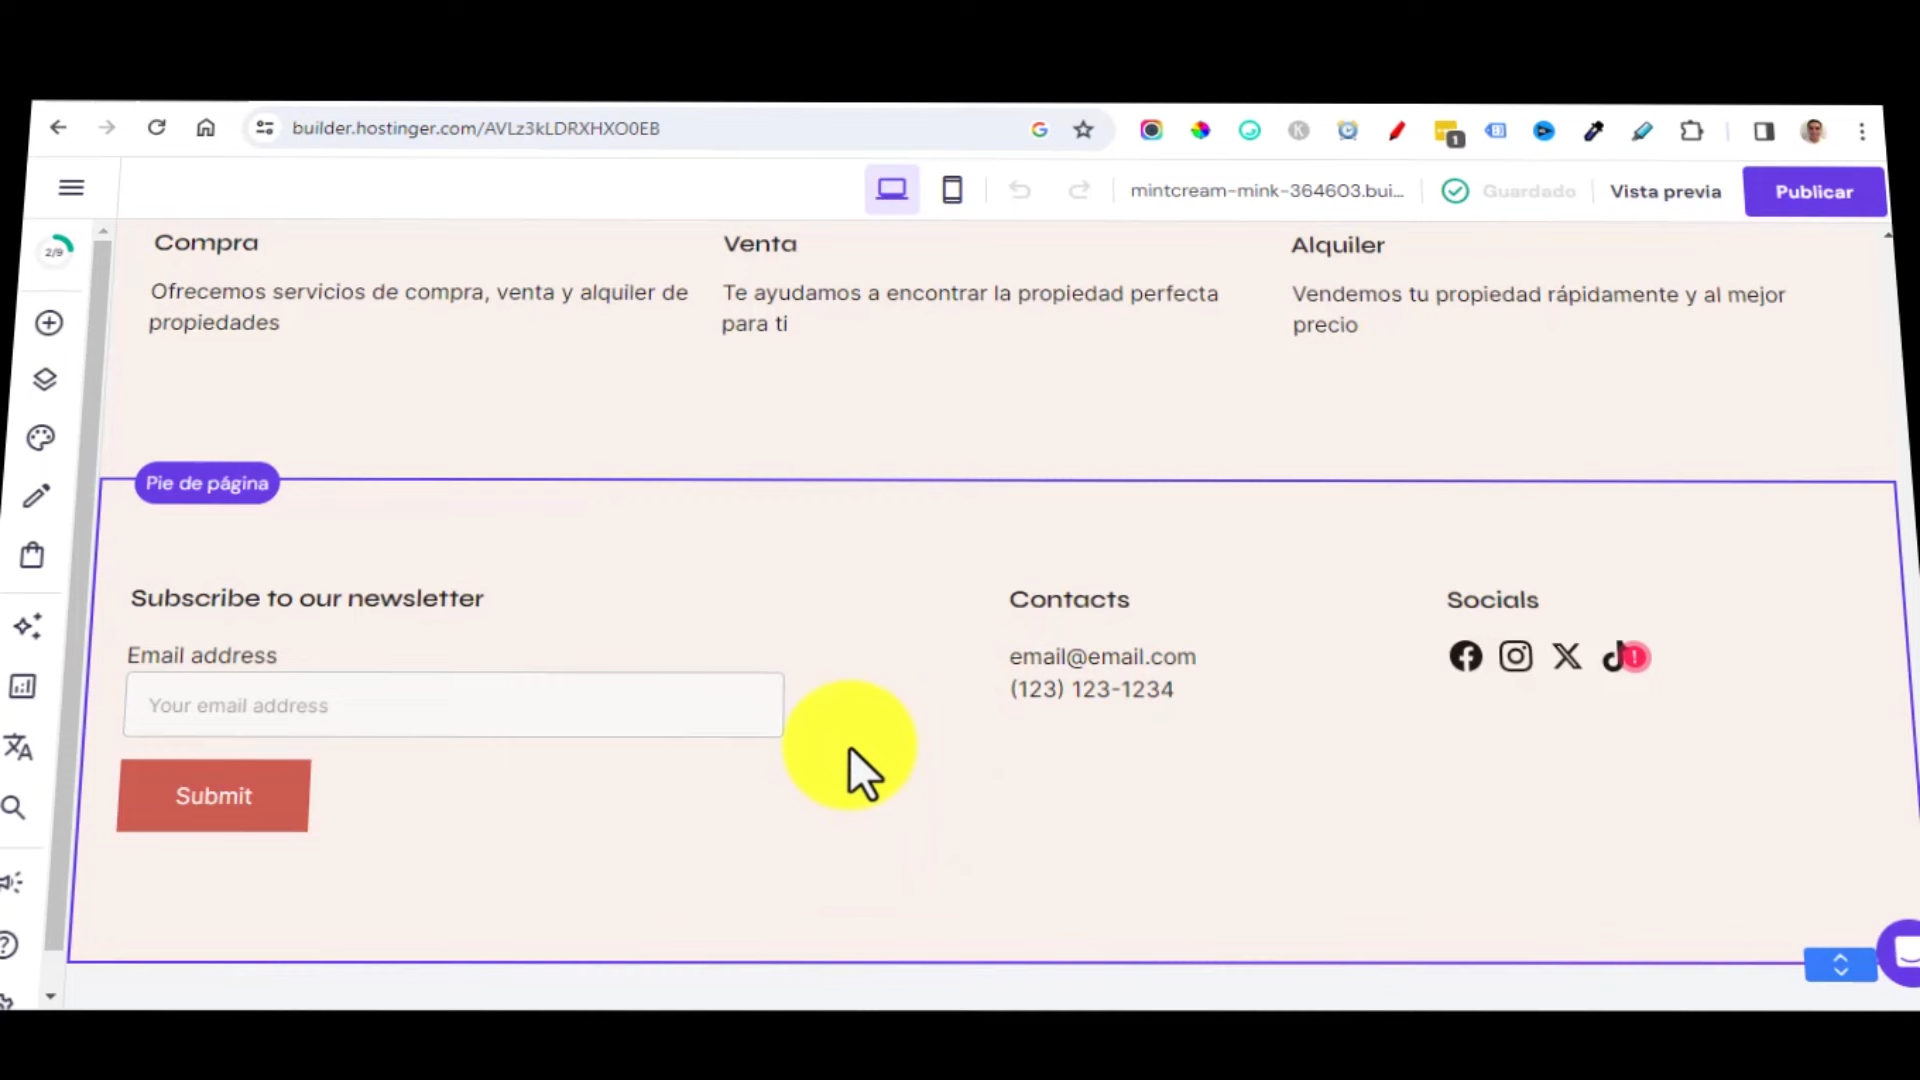 builder.hostinger.com/AVLz3kLDRXHXO0EB
1
mintcream-mink-364603.bui...
Guardado
Vista previa
Publicar
2/9
Compra
Venta
Alquiler
Ofrecemos servicios de compra, venta y alquiler de
propiedades
Te ayudamos a encontrar la propiedad perfecta
para ti
Vendemos tu propiedad rápidamente y al mejor
precio
Pie de página
Subscribe to our newsletter
Email address
Your email address
Submit
Contacts
email@email.com
(123) 123-1234
Socials